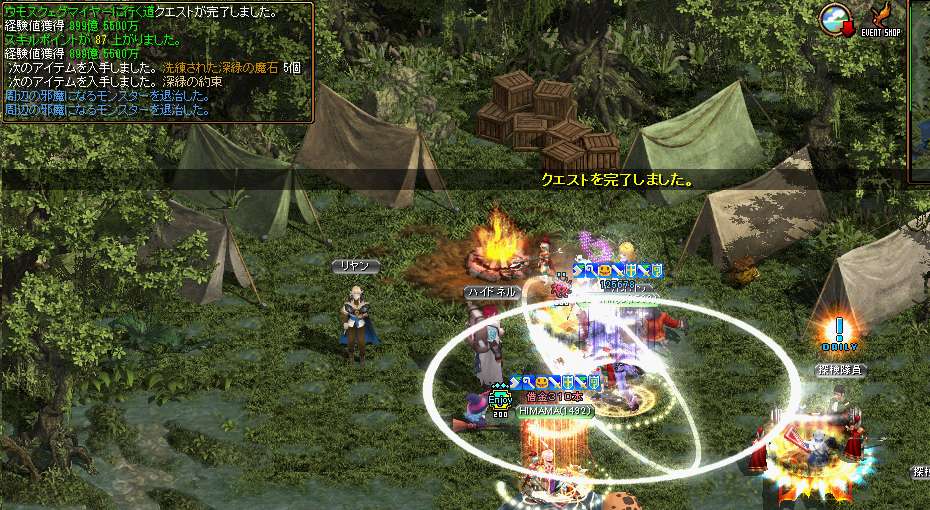 ウモスウェグマイヤーに行く道クエストが完了しました。
経験値獲得 899億 5600万
スキルポイントが 87 上がりました。
経験値獲得 899億 5600万
次のアイテムを入手しました。洗練された深緑の魔石 5個
次のアイテムを入手しました。深緑の約束
周辺の邪魔になるモンスターを退治した。
周辺の邪魔になるモンスターを退治した。
EVENT SHOP
クエストを完了しました。
リヤン
ハイドネル
125678
DAILY
探検隊員
Enjoy
200
借金310本
HIMAMA(1432)
探検